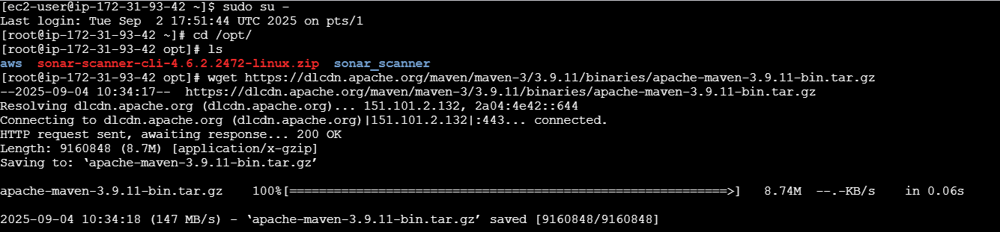 [ec2-user@ip-172-31-93-42 ~]$ sudo su -
Last login: Tue Sep  2 17:51:44 UTC 2025 on pts/1
[root@ip-172-31-93-42 ~]# cd /opt/
[root@ip-172-31-93-42 opt]# ls
aws  sonar-scanner-cli-4.6.2.2472-linux.zip  sonar_scanner
[root@ip-172-31-93-42 opt]# wget https://dlcdn.apache.org/maven/maven-3/3.9.11/binaries/apache-maven-3.9.11-bin.tar.gz
--2025-09-04 10:34:17--  https://dlcdn.apache.org/maven/maven-3/3.9.11/binaries/apache-maven-3.9.11-bin.tar.gz
Resolving dlcdn.apache.org (dlcdn.apache.org)... 151.101.2.132, 2a04:4e42::644
Connecting to dlcdn.apache.org (dlcdn.apache.org)|151.101.2.132|:443... connected.
HTTP request sent, awaiting response... 200 OK
Length: 9160848 (8.7M) [application/x-gzip]
Saving to: ‘apache-maven-3.9.11-bin.tar.gz’
apache-maven-3.9.11-bin.tar.gz    100%[===========================================================>]   8.74M  --.-KB/s    in 0.06s
2025-09-04 10:34:18 (147 MB/s) - ‘apache-maven-3.9.11-bin.tar.gz’ saved [9160848/9160848]